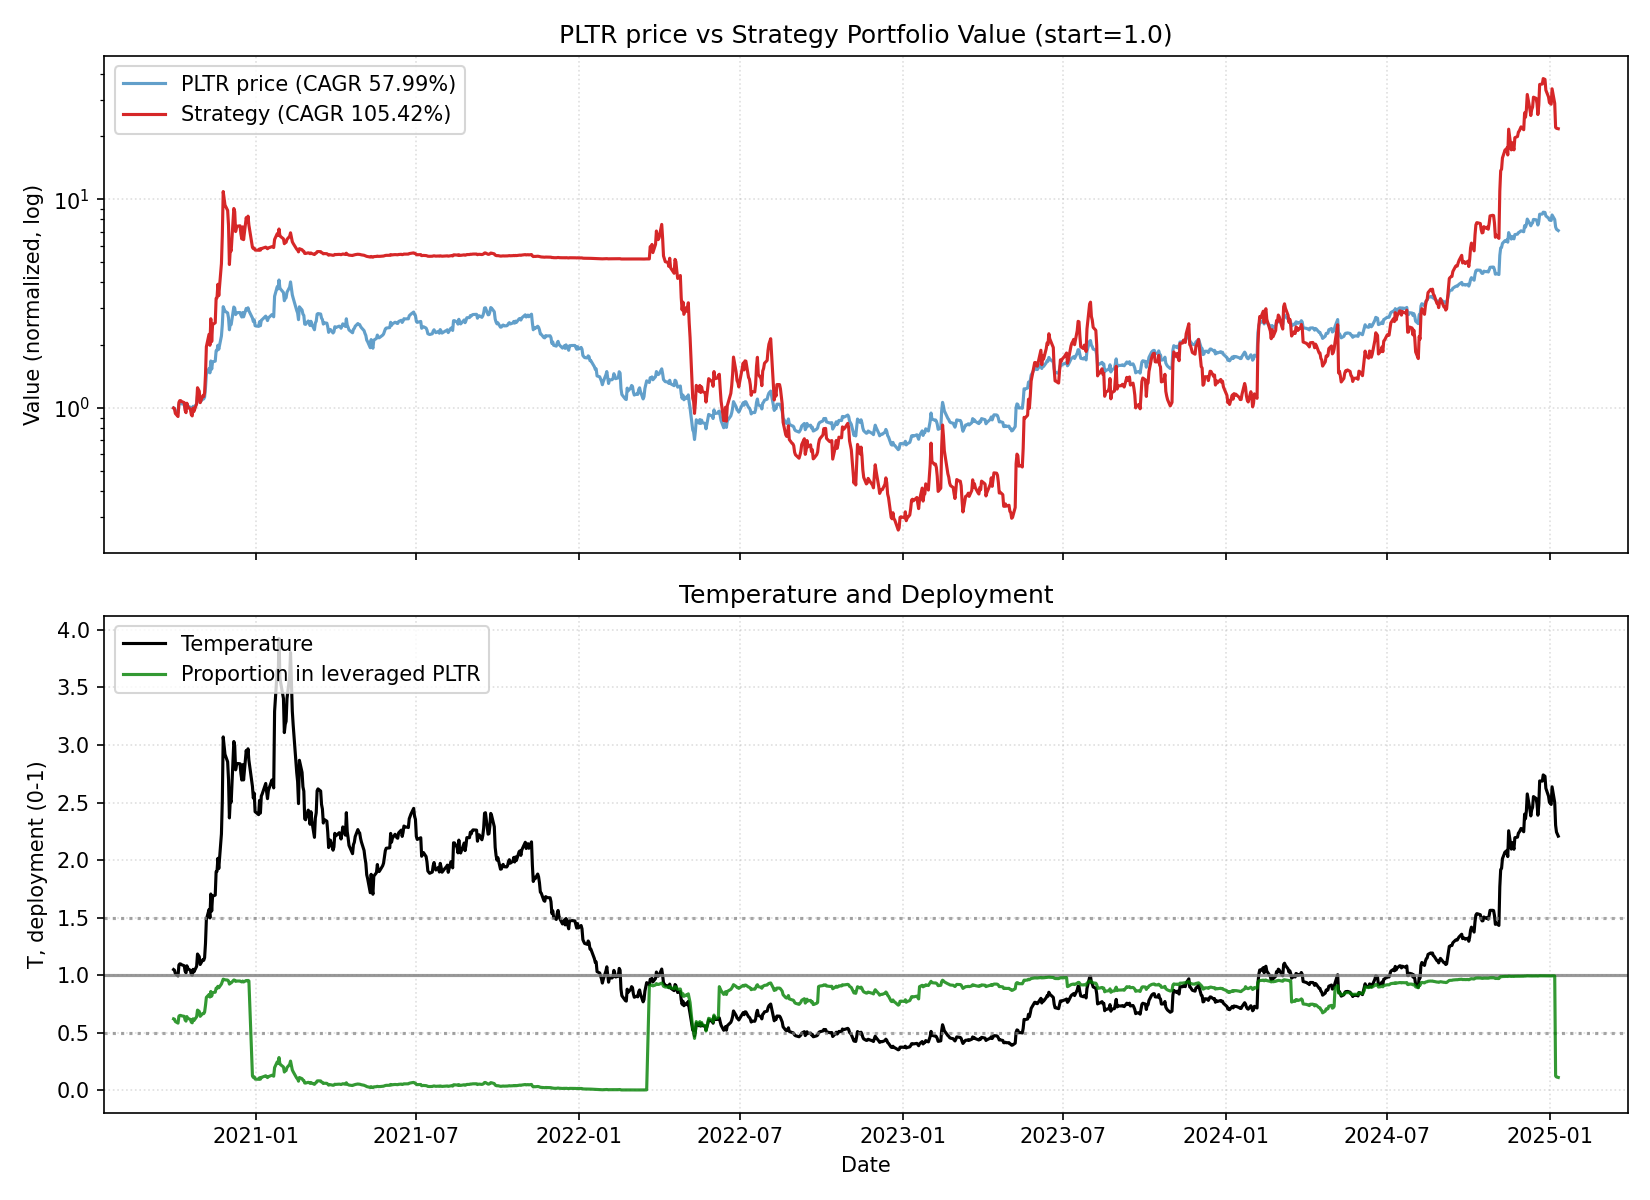 PLTR price vs Strategy Portfolio Value (start=1.0)
PLTR price (CAGR 57.99%)
Strategy (CAGR 105.42%)
Value (normalized, log)
10¹
10⁰
Temperature and Deployment
Temperature
Proportion in leveraged PLTR
T, deployment (0-1)
4.0
3.5
3.0
2.5
2.0
1.5
1.0
0.5
0.0
2021-01 2021-07 2022-01 2022-07 2023-01 2023-07 2024-01 2024-07 2025-01
Date